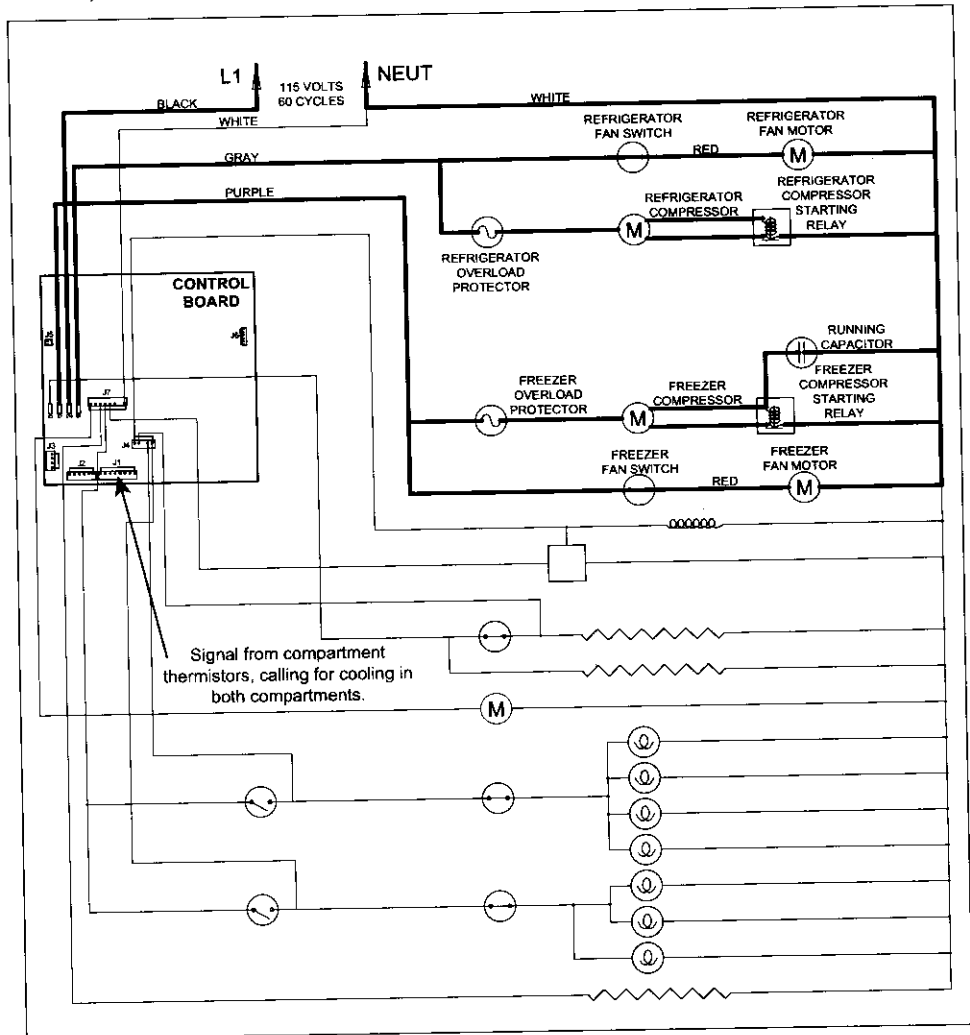 L1
115 VOLTS
60 CYCLES
NEUT
BLACK
WHITE
WHITE
GRAY
PURPLE
REFRIGERATOR
FAN SWITCH
RED
REFRIGERATOR
FAN MOTOR
M
REFRIGERATOR
COMPRESSOR
M
REFRIGERATOR
COMPRESSOR
STARTING
RELAY
REFRIGERATOR
OVERLOAD
PROTECTOR
CONTROL
BOARD
RUNNING
CAPACITOR
FREEZER
OVERLOAD
PROTECTOR
FREEZER
COMPRESSOR
M
FREEZER
COMPRESSOR
STARTING
RELAY
FREEZER
FAN SWITCH
RED
FREEZER
FAN MOTOR
M
J7
J4
J3
J2
J1
Signal from compartment
thermistors, calling for cooling in
both compartments.
M